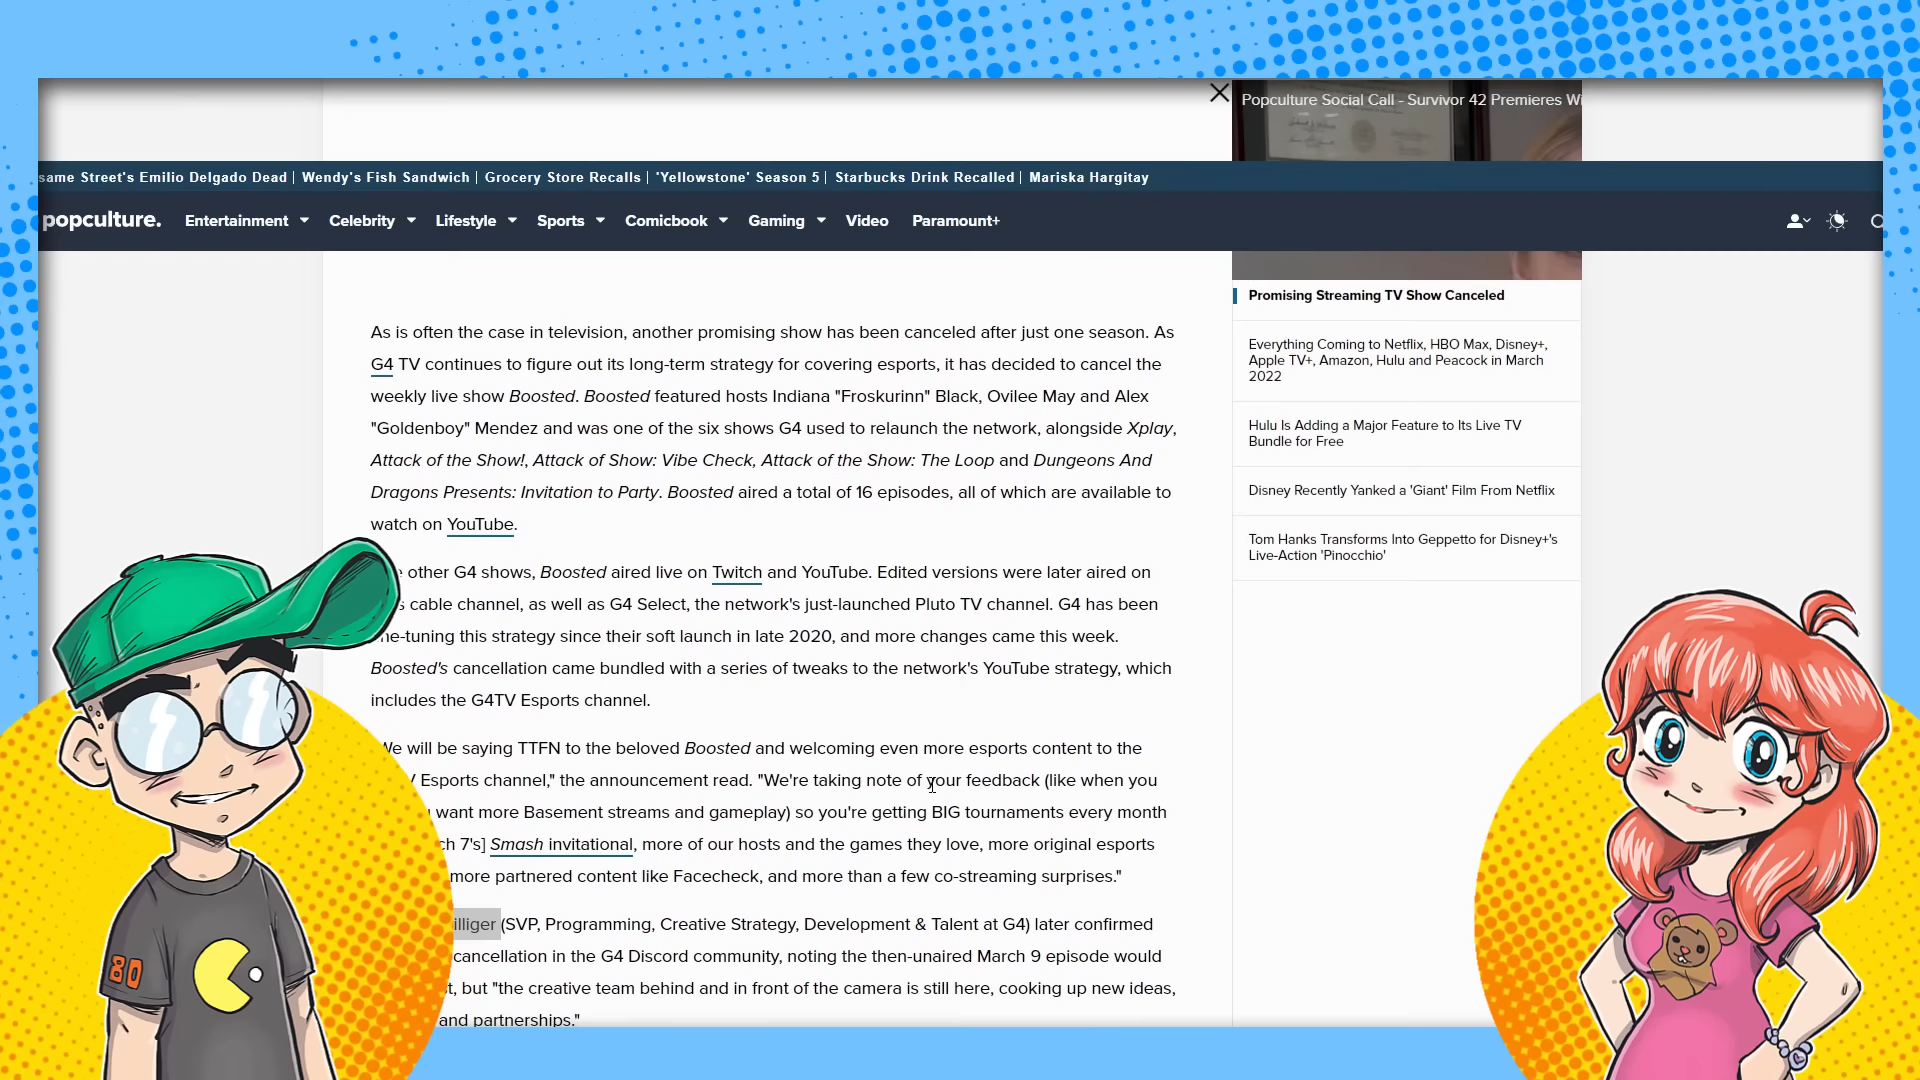 Popculture Social Call - Survivor 42 Premieres Wi
same Street's Emilio Delgado Dead | Wendy's Fish Sandwich | Grocery Store Recalls | 'Yellowstone' Season 5 | Starbucks Drink Recalled | Mariska Hargitay
popculture. Entertainment Celebrity Lifestyle Sports Comicbook Gaming Video Paramount+
As is often the case in television, another promising show has been canceled after just one season. As
G4 TV continues to figure out its long-term strategy for covering esports, it has decided to cancel the
weekly live show Boosted. Boosted featured hosts Indiana "Froskurinn" Black, Ovilee May and Alex
"Goldenboy" Mendez and was one of the six shows G4 used to relaunch the network, alongside Xplay,
Attack of the Show!, Attack of Show: Vibe Check, Attack of the Show: The Loop and Dungeons And
Dragons Presents: Invitation to Party. Boosted aired a total of 16 episodes, all of which are available to
watch on YouTube.
other G4 shows, Boosted aired live on Twitch and YouTube. Edited versions were later aired on
cable channel, as well as G4 Select, the network's just-launched Pluto TV channel. G4 has been
ne-tuning this strategy since their soft launch in late 2020, and more changes came this week.
Boosted's cancellation came bundled with a series of tweaks to the network's YouTube strategy, which
includes the G4TV Esports channel.
We will be saying TTFN to the beloved Boosted and welcoming even more esports content to the
Esports channel," the announcement read. "We're taking note of your feedback (like when you
want more Basement streams and gameplay) so you're getting BIG tournaments every month
ch 7's] Smash invitational, more of our hosts and the games they love, more original esports
more partnered content like Facecheck, and more than a few co-streaming surprises."
illiger (SVP, Programming, Creative Strategy, Development & Talent at G4) later confirmed
cancellation in the G4 Discord community, noting the then-unaired March 9 episode would
t, but "the creative team behind and in front of the camera is still here, cooking up new ideas,
and partnerships."
Promising Streaming TV Show Canceled
Everything Coming to Netflix, HBO Max, Disney+,
Apple TV+, Amazon, Hulu and Peacock in March
2022
Hulu Is Adding a Major Feature to Its Live TV
Bundle for Free
Disney Recently Yanked a 'Giant' Film From Netflix
Tom Hanks Transforms Into Geppetto for Disney+'s
Live-Action 'Pinocchio'
80